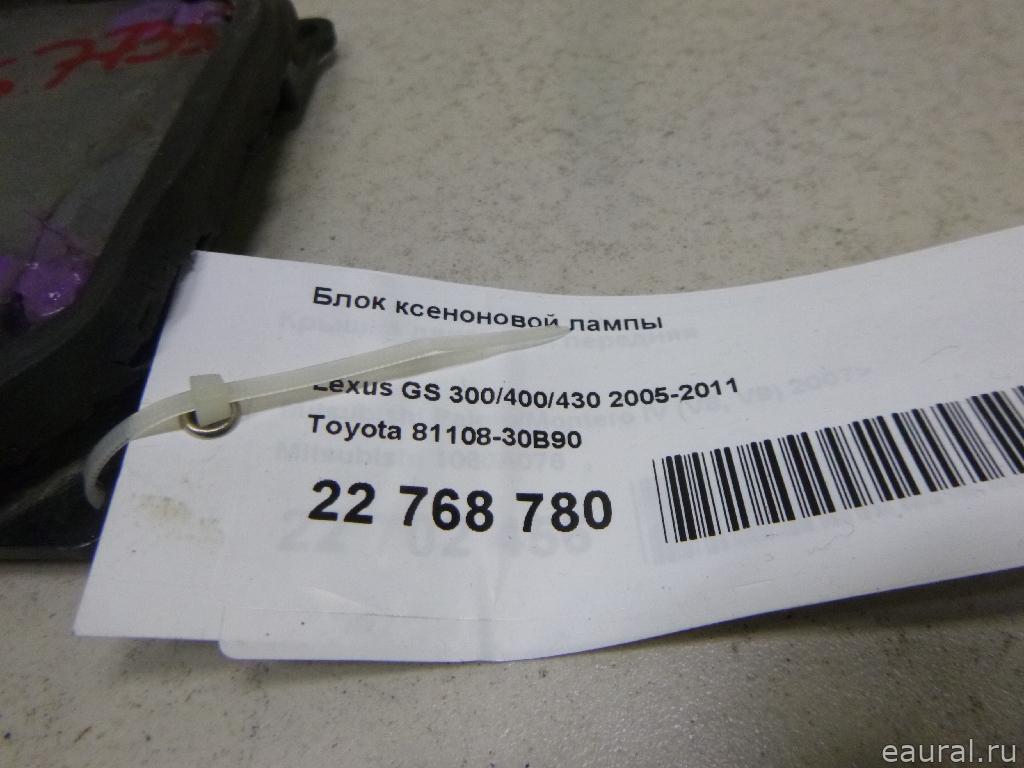 Блок ксеноновой лампы
Lexus GS 300/400/430 2005-2011
Toyota 81108-30B90
22 768 780
eaural.ru